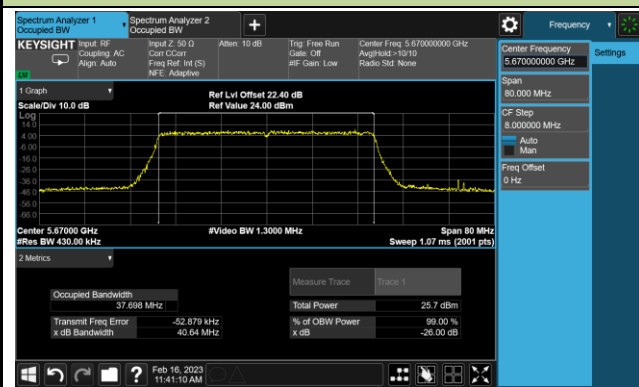 Spectrum Analyzer 1
Occupied BW
Spectrum Analyzer 2
Occupied BW
Frequency
KEYSIGHT
Input: RF
Coupling: AC
Align: Auto
Input Z: 50 Ω
Corr CCorr
Freq Ref: Int (S)
NFE: Adaptive
Atten: 10 dB
Trig: Free Run
Gate: Off
#IF Gain: Low
Center Freq: 5.670000000 GHz
Avg|Hold:>10/10
Radio Std: None
Center Frequency
5.670000000 GHz
Settings
Span
80.000 MHz
CF Step
8.000000 MHz
Auto
Man
Freq Offset
0 Hz
1 Graph
Scale/Div 10.0 dB
Ref Lvl Offset 22.40 dB
Ref Value 24.00 dBm
Log
14.0
4.00
-6.00
-16.0
-26.0
-36.0
-46.0
-56.0
-66.0
Center 5.67000 GHz
#Res BW 430.00 kHz
#Video BW 1.3000 MHz
Span 80 MHz
Sweep 1.07 ms (2001 pts)
2 Metrics
Measure Trace
Trace 1
Occupied Bandwidth
37.698 MHz
Total Power
25.7 dBm
Transmit Freq Error
-52.879 kHz
% of OBW Power
99.00 %
x dB Bandwidth
40.64 MHz
x dB
-26.00 dB
Feb 16, 2023
11:41:10 AM